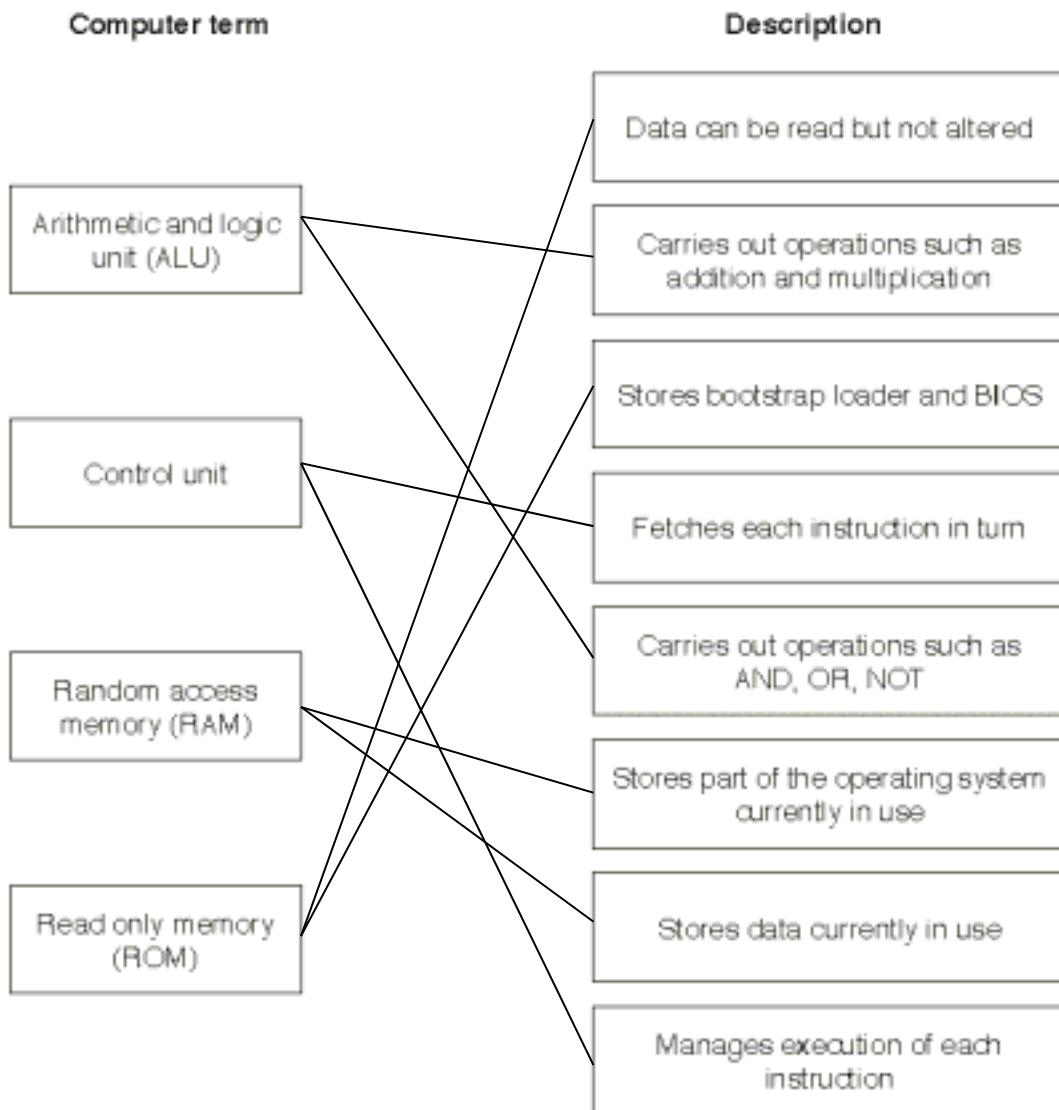 Computer term
Description
Data can be read but not altered
Arithmetic and logic
unit (ALU)
Carries out operations such as
addition and multiplication
Stores bootstrap loader and BIOS
Control unit
Fetches each instruction in turn
Carries out operations such as
AND, OR, NOT
Random access
memory (RAM)
Stores part of the operating system
currently in use
Read only memory
(ROM)
Stores data currently in use
Manages execution of each
instruction